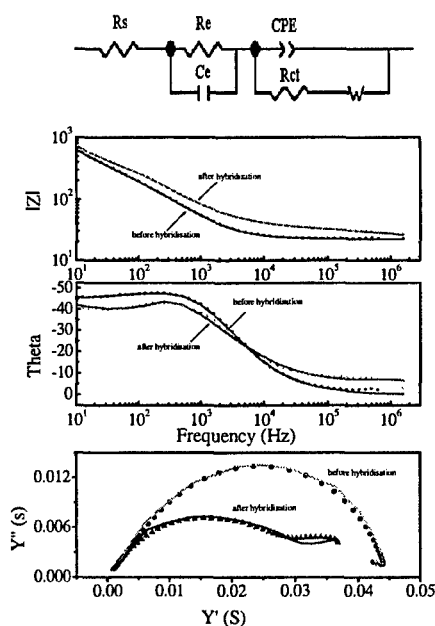 Rs
Re
CPE
Ce
Rct
W
10³
10²
10¹
|Z|
after hybridisation
before hybridisation
10¹ 10² 10³ 10⁴ 10⁵ 10⁶
-50
-40
-30
-20
-10
0
Theta
before hybridisation
after hybridisation
10¹ 10² 10³ 10⁴ 10⁵ 10⁶
Frequency (Hz)
0.012
0.006
0.000
Y'' (s)
before hybridisation
after hybridisation
0.00 0.01 0.02 0.03 0.04 0.05
Y' (S)